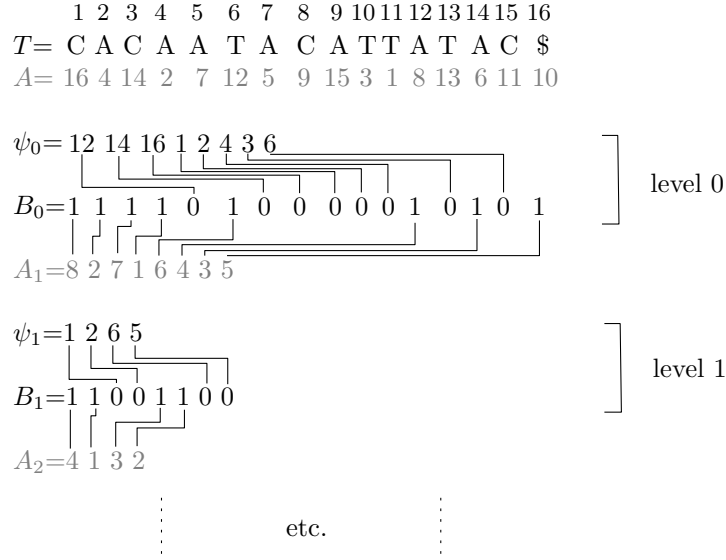 1 2 3 4 5 6 7 8 9 10 11 12 13 14 15 16
T= C A C A A T A C A T T A T A C $
A= 16 4 14 2 7 12 5 9 15 3 1 8 13 6 11 10
ψ₀=12 14 16 1 2 4 3 6
level 0
B₀=1 1 1 1 0 1 0 0 0 0 0 1 0 1 0 1
A₁=8 2 7 1 6 4 3 5
ψ₁=1 2 6 5
level 1
B₁=1 1 0 0 1 1 0 0
A₂=4 1 3 2
etc.